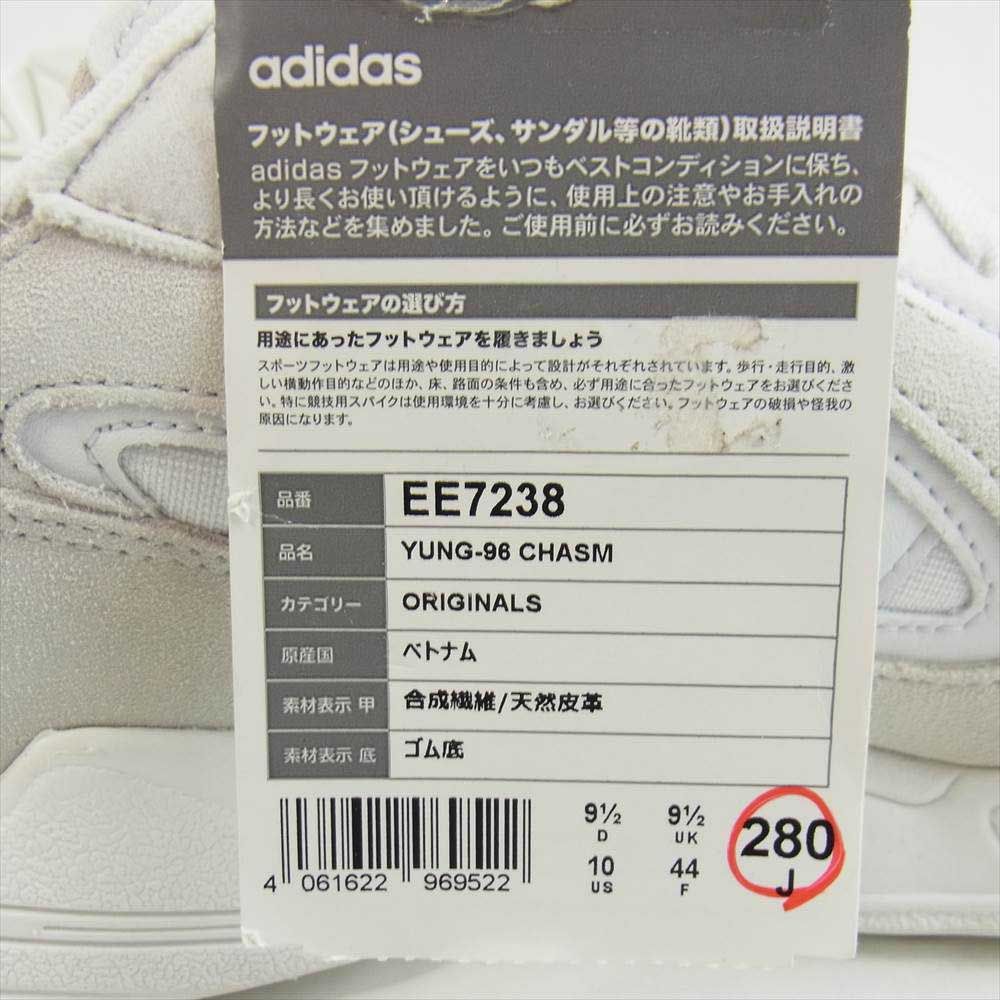 adidas
フットウェア(シューズ、サンダル等の靴類)取扱説明書
adidas フットウェアをいつもベストコンディションに保ち、
より長くお使い頂けるように、使用上の注意やお手入れの
方法などを集めました。ご使用前に必ずお読みください。
フットウェアの選び方
用途にあったフットウェアを履きましょう
スポーツフットウェアは用途や使用目的によって設計がそれぞれされています。歩行・走行目的、激
しい横動作目的などのほか、床、路面の条件も含め、必ず用途に合ったフットウェアをお選びくださ
い。特に競技用スパイクは使用環境を十分に考慮し、お選びください。フットウェアの破損や怪我の
原因になります。
品番 EE7238
品名 YUNG-96 CHASM
カテゴリー ORIGINALS
原産国 ベトナム
素材表示 甲 合成繊維/天然皮革
素材表示 底 ゴム底
9½ 9½ 280
D UK J
10 44
US F
4 061622 969522